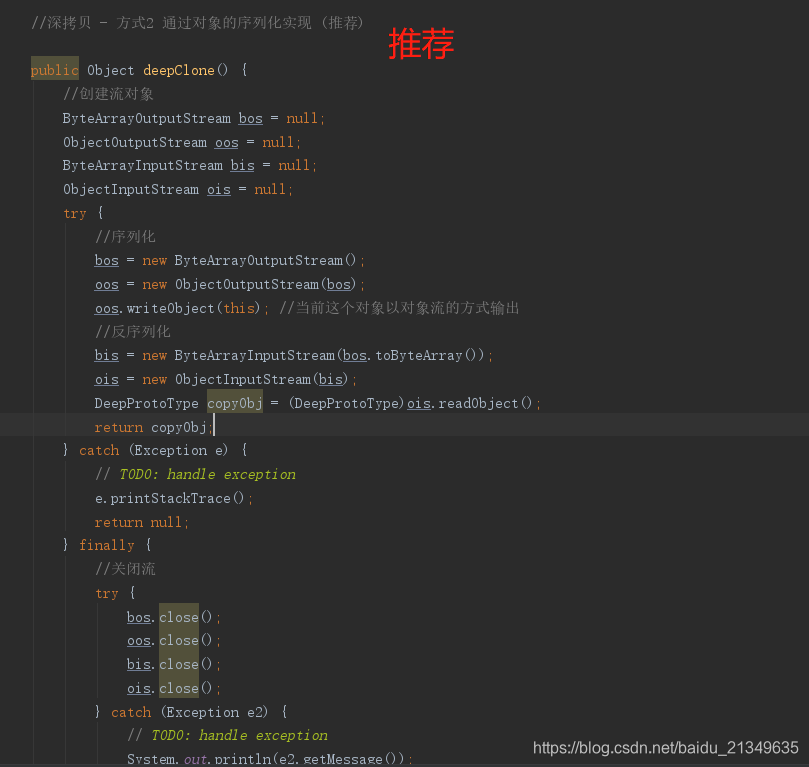 //深拷贝 - 方式2 通过对象的序列化实现 (推荐)
推荐
public Object deepClone() {
//创建流对象
ByteArrayOutputStream bos = null;
ObjectOutputStream oos = null;
ByteArrayInputStream bis = null;
ObjectInputStream ois = null;
try {
//序列化
bos = new ByteArrayOutputStream();
oos = new ObjectOutputStream(bos);
oos.writeObject(this); //当前这个对象以对象流的方式输出
//反序列化
bis = new ByteArrayInputStream(bos.toByteArray());
ois = new ObjectInputStream(bis);
DeepProtoType copyObj = (DeepProtoType)ois.readObject();
return copyObj;
} catch (Exception e) {
// TODO: handle exception
e.printStackTrace();
return null;
} finally {
//关闭流
try {
bos.close();
oos.close();
bis.close();
ois.close();
} catch (Exception e2) {
// TODO: handle exception
System.out.println(e2.getMessage());
https://blog.csdn.net/baidu_21349635